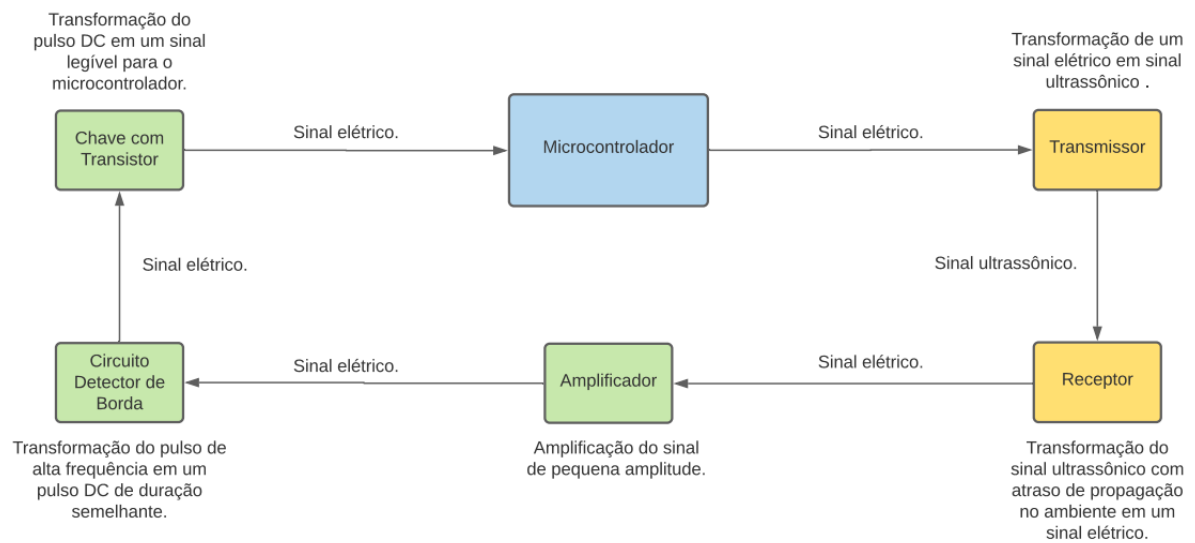 Transformação do
pulso DC em um sinal
legível para o
microcontrolador.
Transformação de um
sinal elétrico em sinal
ultrassônico .
Chave com
Transistor
Sinal elétrico.
Microcontrolador
Sinal elétrico.
Transmissor
Sinal elétrico.
Sinal ultrassônico.
Circuito
Detector de
Borda
Sinal elétrico.
Amplificador
Sinal elétrico.
Receptor
Transformação do pulso de
alta frequência em um
pulso DC de duração
semelhante.
Amplificação do sinal
de pequena amplitude.
Transformação do
sinal ultrassônico com
atraso de propagação
no ambiente em um
sinal elétrico.